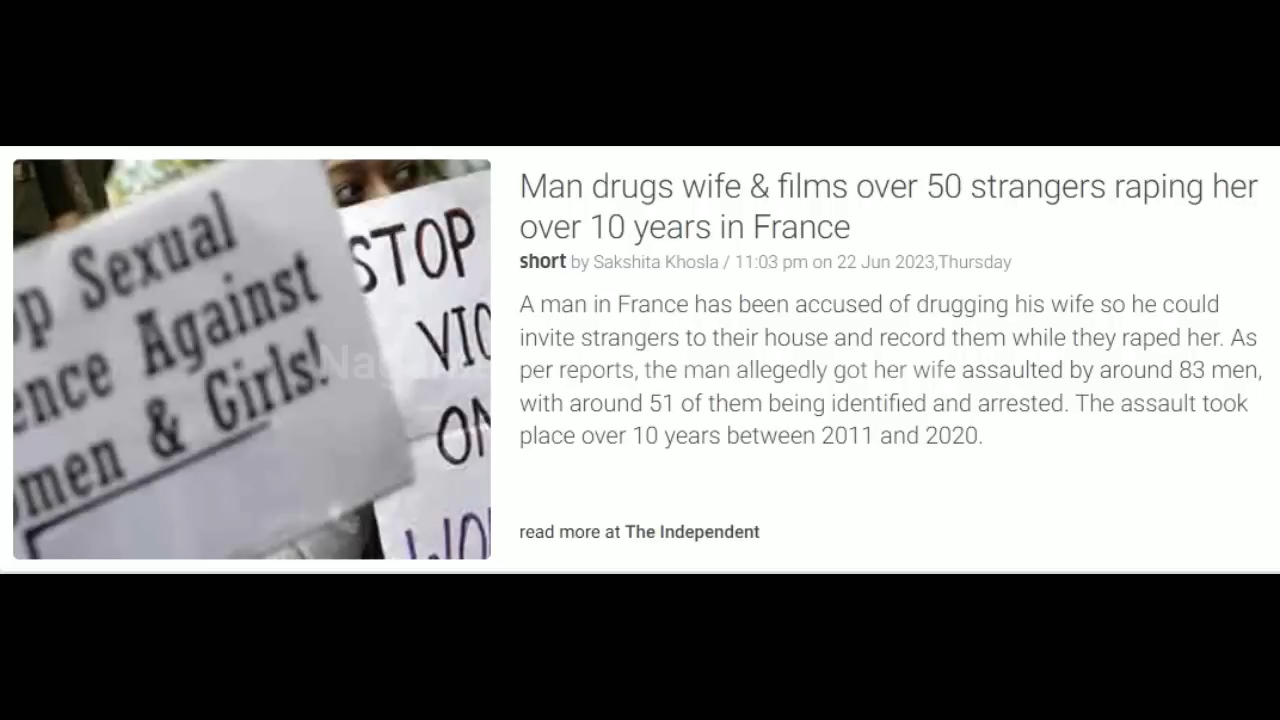 op Sexual
ence Against
omen & Girls!
STOP
VIO
ON
WO
Man drugs wife & films over 50 strangers raping her
over 10 years in France
short by Sakshita Khosla / 11:03 pm on 22 Jun 2023,Thursday
A man in France has been accused of drugging his wife so he could
invite strangers to their house and record them while they raped her. As
per reports, the man allegedly got her wife assaulted by around 83 men,
with around 51 of them being identified and arrested. The assault took
place over 10 years between 2011 and 2020.
read more at The Independent